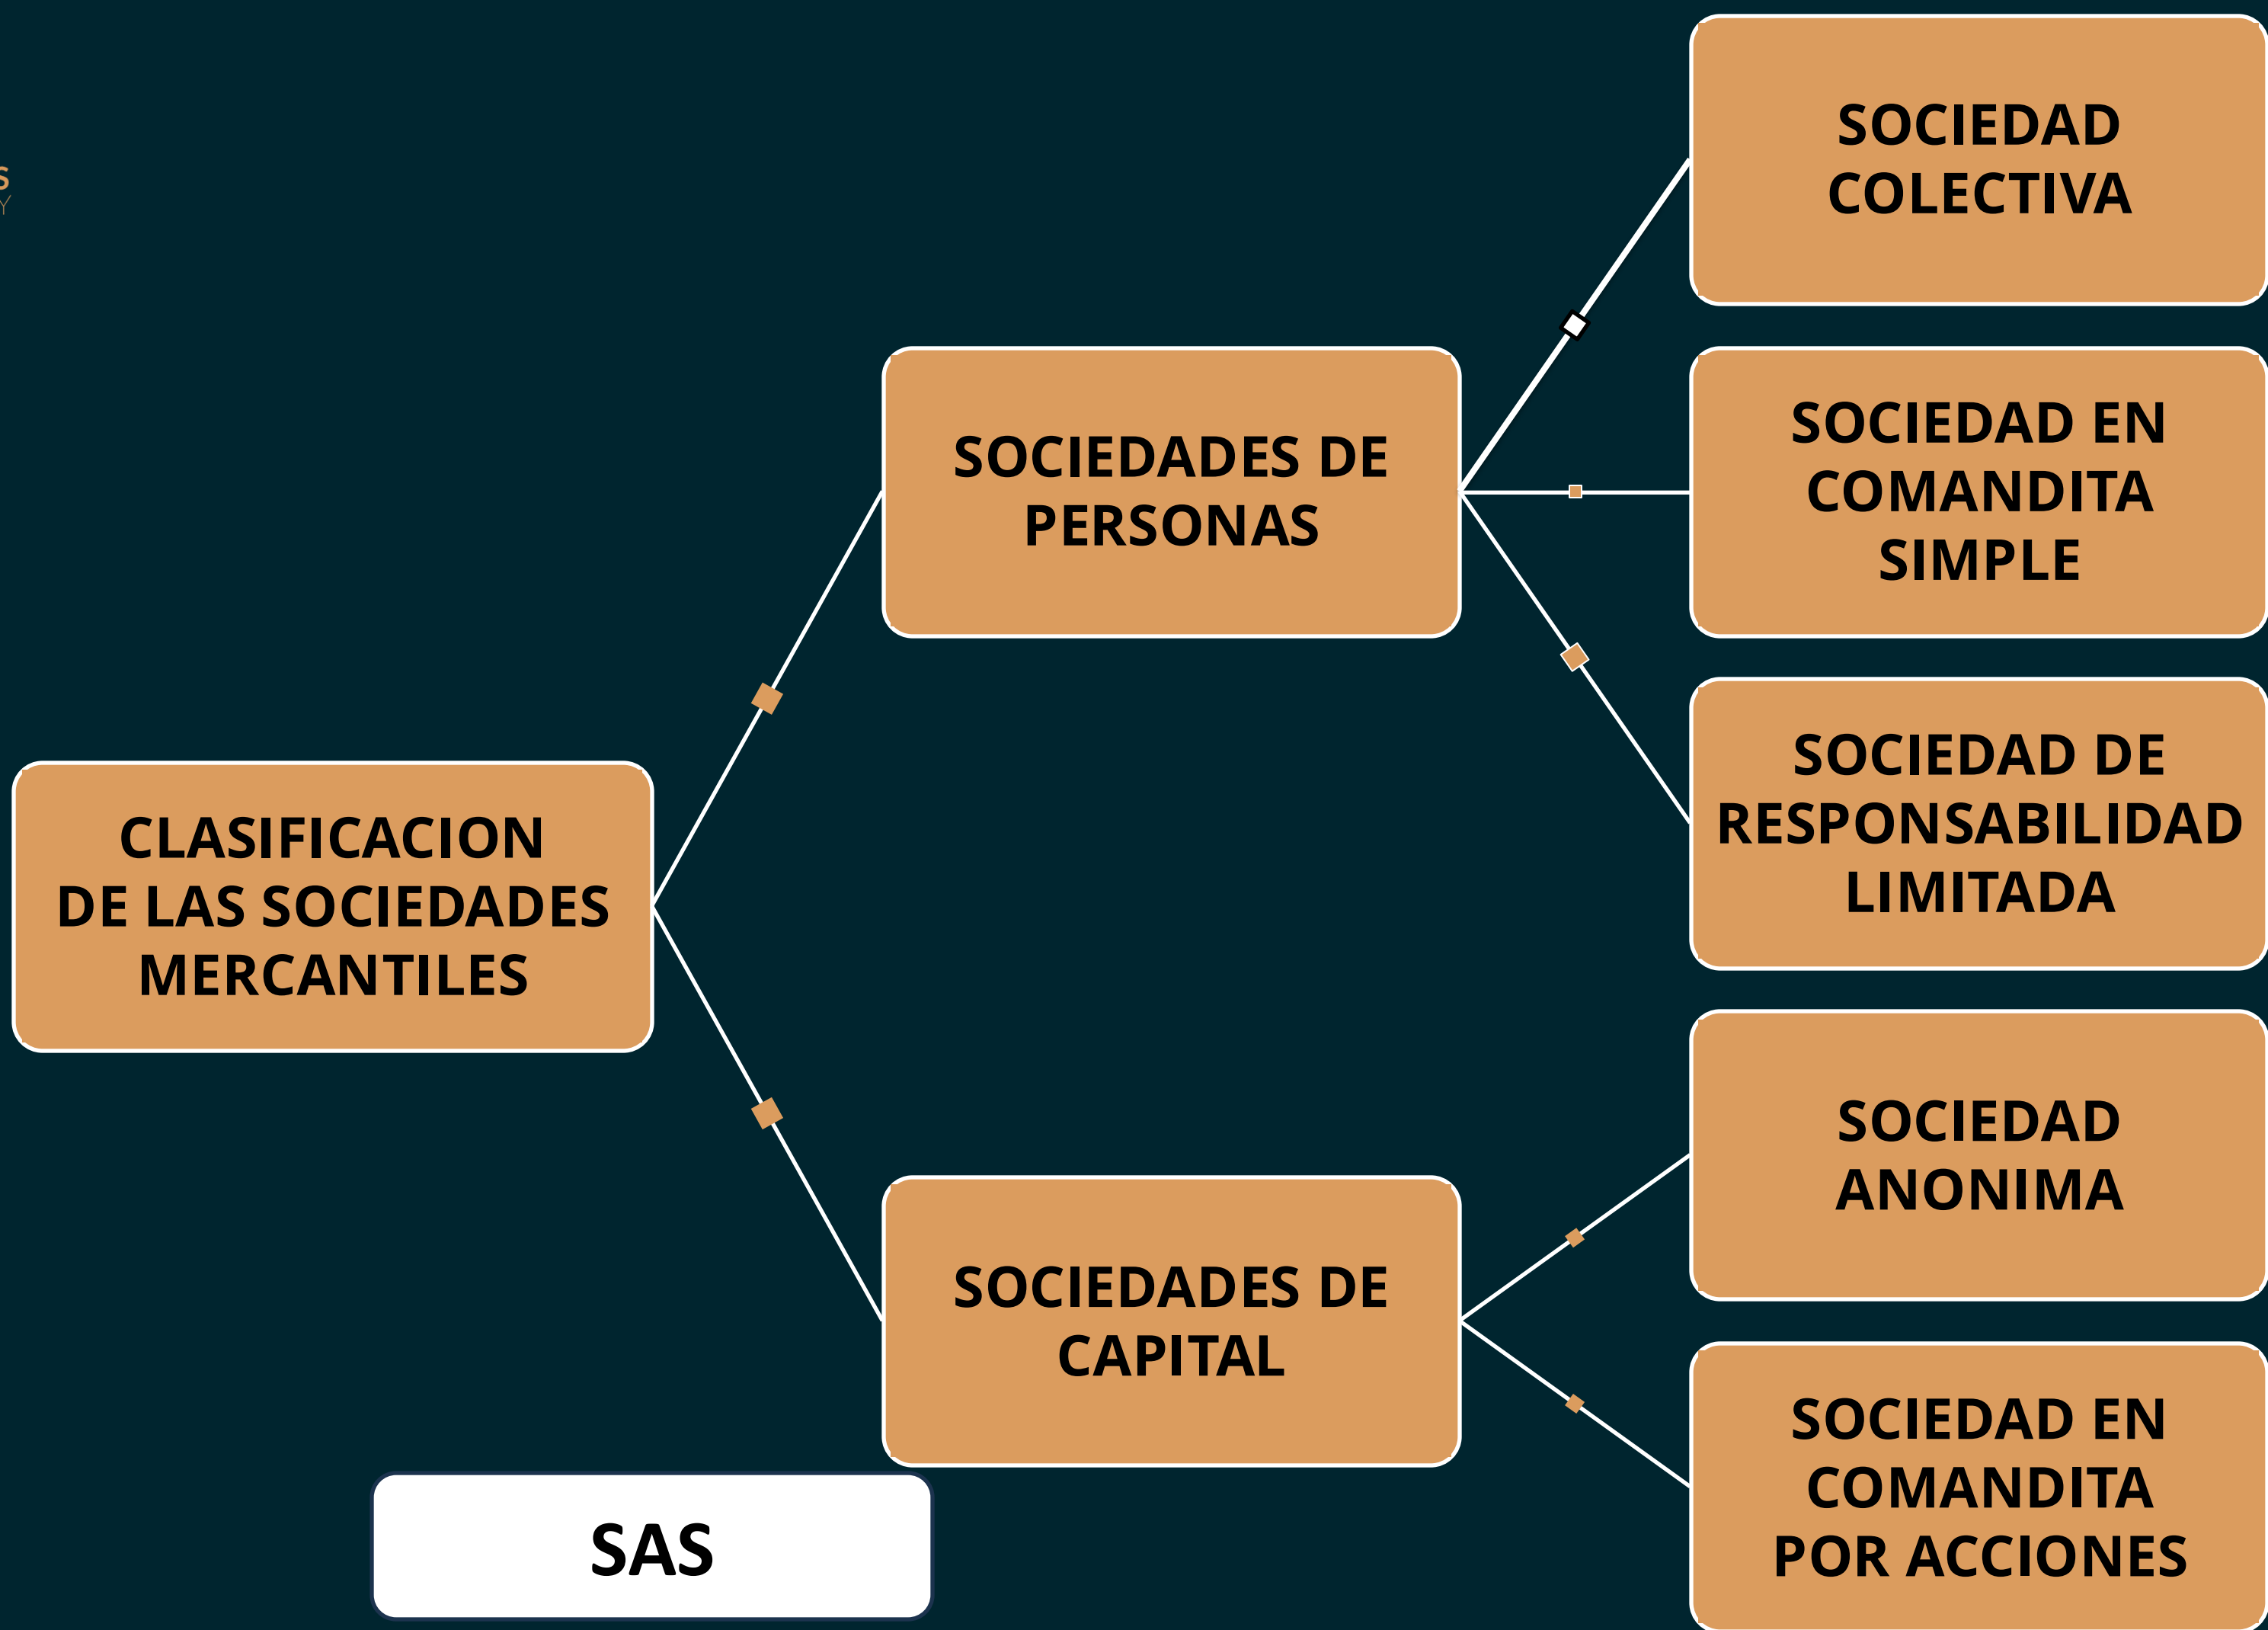 S
Y
CLASIFICACION
DE LAS SOCIEDADES
MERCANTILES
SOCIEDADES DE
PERSONAS
SOCIEDAD
COLECTIVA
SOCIEDAD EN
COMANDITA
SIMPLE
SOCIEDAD DE
RESPONSABILIDAD
LIMITADA
SOCIEDADES DE
CAPITAL
SOCIEDAD
ANONIMA
SOCIEDAD EN
COMANDITA
POR ACCIONES
SAS